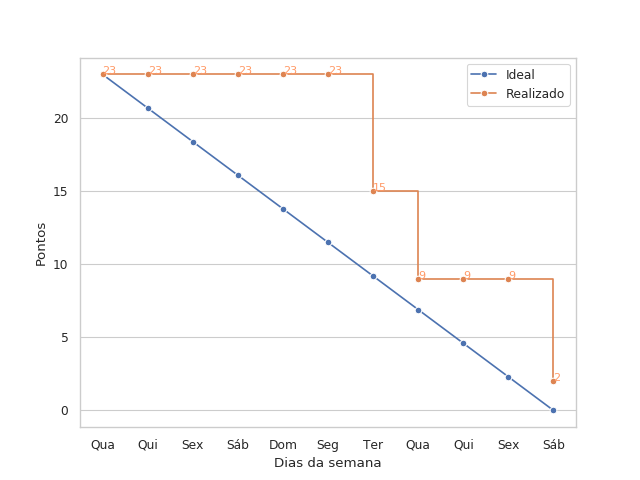 Ideal
Realizado
23 23 23 23 23 23
15
9 9 9
2
20
15
10
5
0
Pontos
Qua Qui Sex Sáb Dom Seg Ter Qua Qui Sex Sáb
Dias da semana